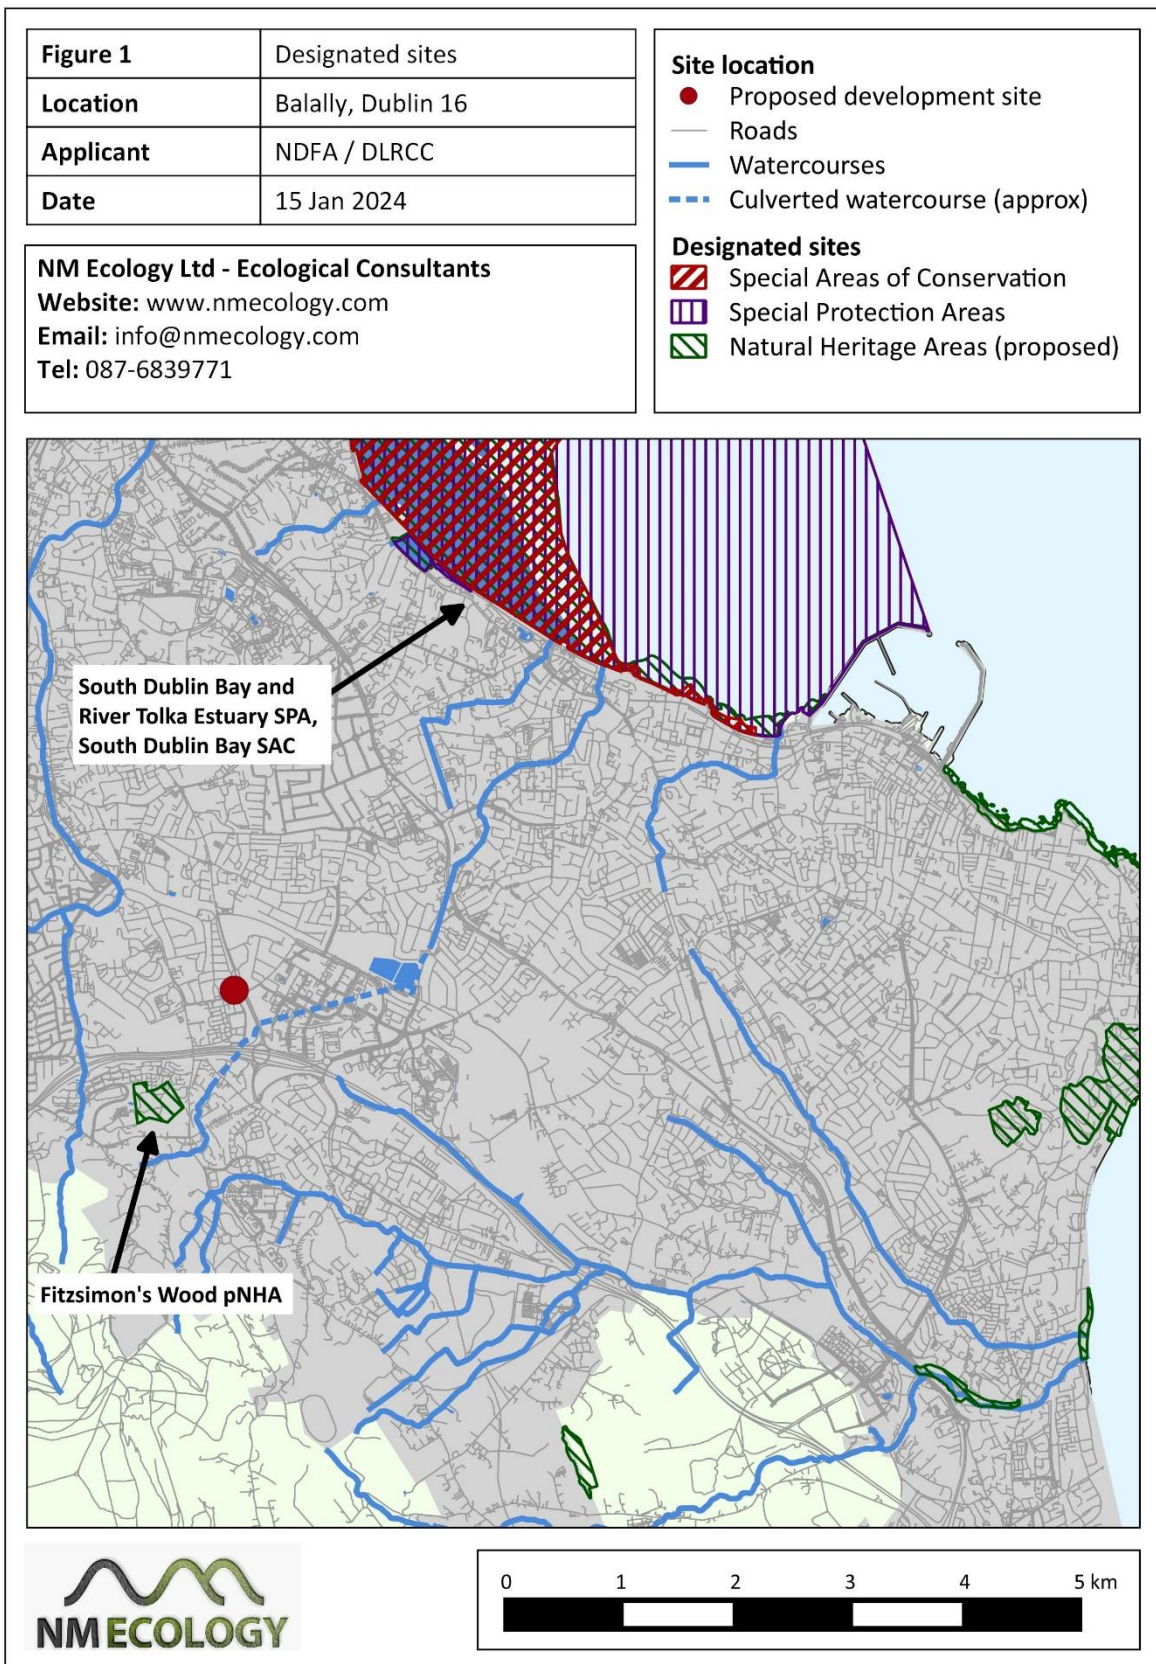 Figure 1 Designated sites
Location Balally, Dublin 16
Applicant NDFA / DLRCC
Date 15 Jan 2024
NM Ecology Ltd - Ecological Consultants
Website: www.nmecology.com
Email: info@nmecology.com
Tel: 087-6839771
Site location
Proposed development site
Roads
Watercourses
Culverted watercourse (approx)
Designated sites
Special Areas of Conservation
Special Protection Areas
Natural Heritage Areas (proposed)
South Dublin Bay and
River Tolka Estuary SPA,
South Dublin Bay SAC
Fitzsimon's Wood pNHA
NMECOLOGY
0 1 2 3 4 5 km